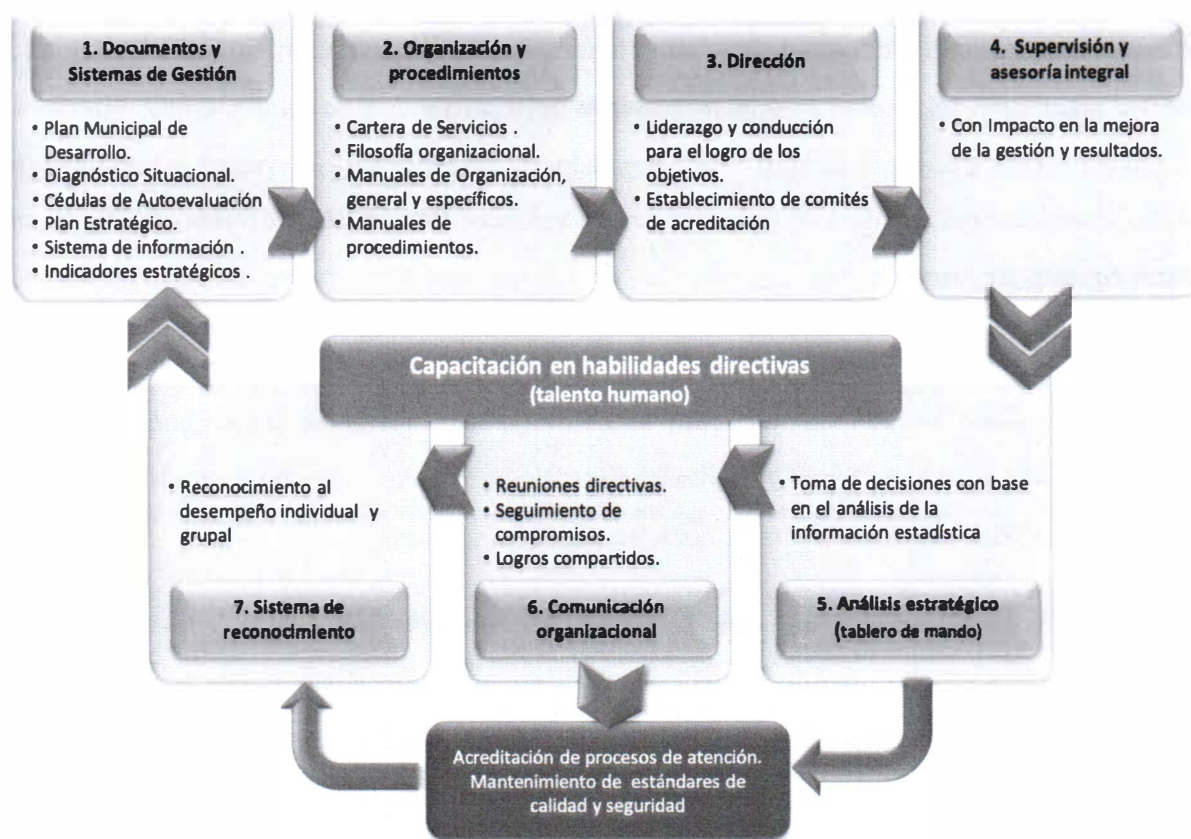 1. Documentos y
Sistemas de Gestión
• Plan Municipal de
Desarrollo.
• Diagnóstico Situacional.
• Cédulas de Autoevaluación
• Plan Estratégico.
• Sistema de información .
• Indicadores estratégicos .
2. Organización y
procedimientos
• Cartera de Servicios .
• Filosofía organizacional.
• Manuales de Organización,
general y específicos.
• Manuales de
procedimientos.
3. Dirección
• Liderazgo y conducción
para el logro de los
objetivos.
• Establecimiento de comités
de acreditación
4. Supervisión y
asesoría integral
• Con Impacto en la mejora
de la gestión y resultados.
Capacitación en habilidades directivas
(talento humano)
• Toma de decisiones con base
en el análisis de la
información estadística
5. Análisis estratégico
(tablero de mando)
• Reuniones directivas.
• Seguimiento de
compromisos.
• Logros compartidos.
6. Comunicación
organizacional
• Reconocimiento al
desempeño individual y
grupal
7. Sistema de
reconocimiento
Acreditación de procesos de atención.
Mantenimiento de estándares de
calidad y seguridad